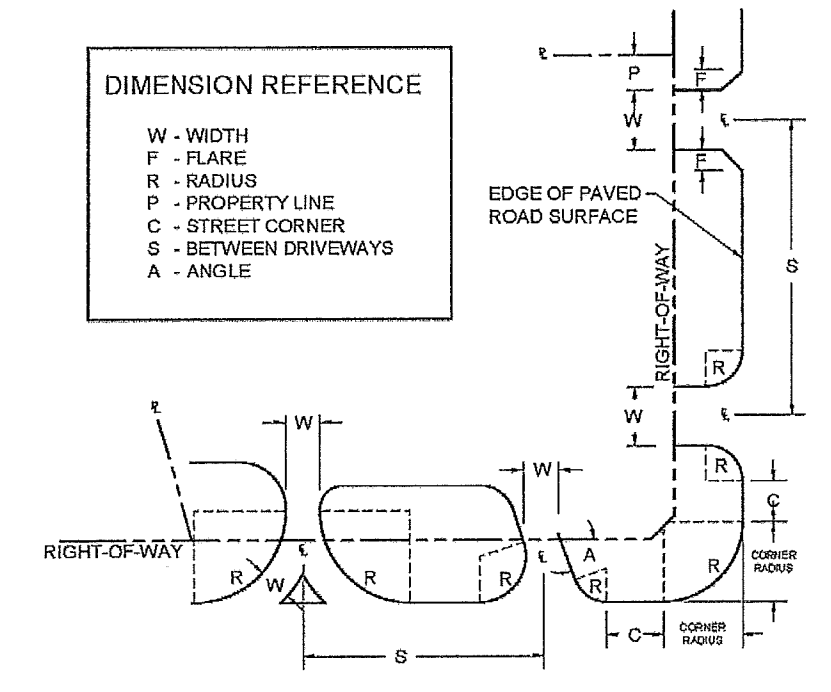 DIMENSION REFERENCE
W - WIDTH
F - FLARE
R - RADIUS
P - PROPERTY LINE
C - STREET CORNER
S - BETWEEN DRIVEWAYS
A - ANGLE
℄
P
F
W
℄
F
EDGE OF PAVED
ROAD SURFACE
S
RIGHT-OF-WAY
R
W
℄
R
C
CORNER
RADIUS
R
℄
W
W
RIGHT-OF-WAY
℄
R
W
R
℄
A
R
C
CORNER
RADIUS
S